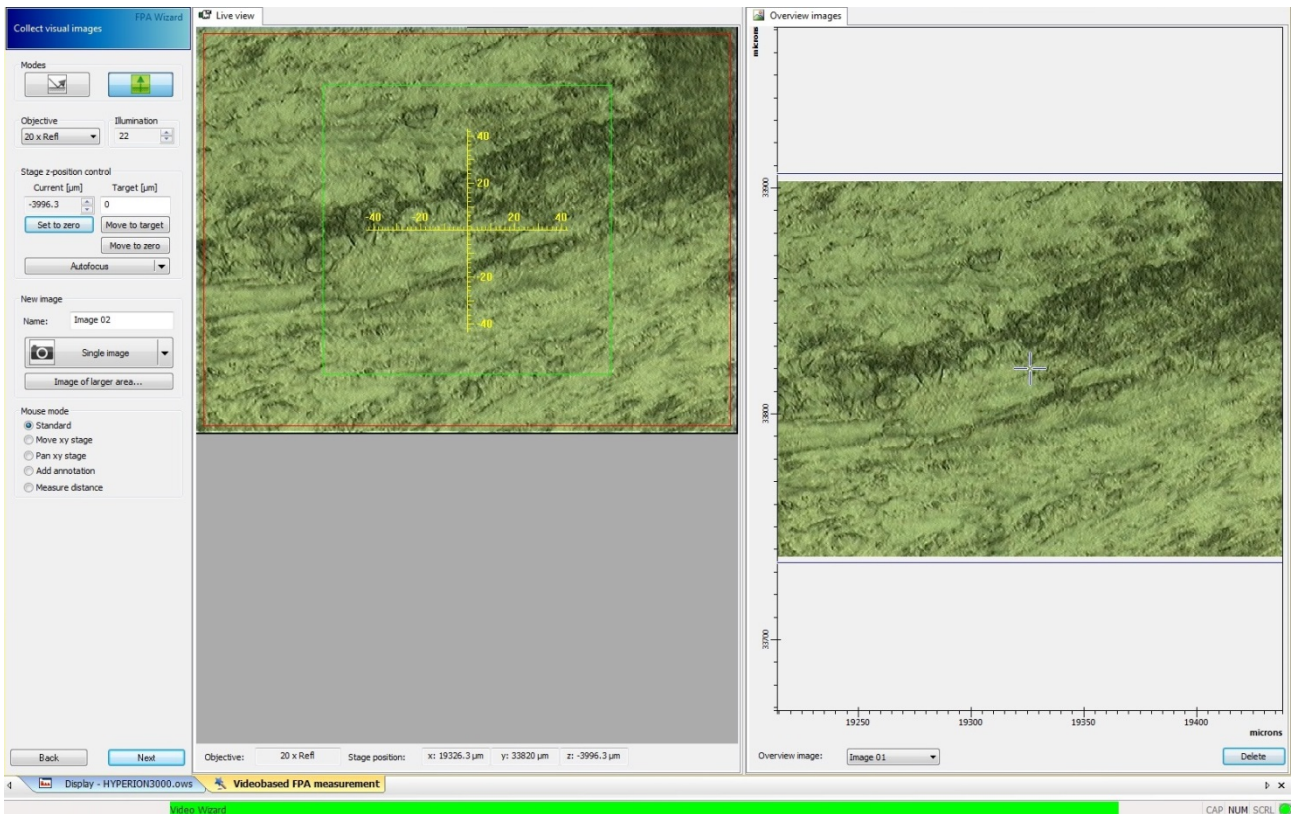 FPA Wizard
Collect visual images
Modes
Objective
Illumination
20 x Refl
22
Stage z-position control
Current [µm]
Target [µm]
-3996.3
0
Set to zero
Move to target
Move to zero
Autofocus
New image
Name:
Image 02
Single image
Image of larger area...
Mouse mode
Standard
Move xy stage
Pan xy stage
Add annotation
Measure distance
Back
Next
Live view
40
20
-40
-20
20
40
-20
-40
Objective:
20 x Refl
Stage position:
x: 19326.3 µm
y: 33820 µm
z: -3996.3 µm
Overview images
microns
33900
33800
33700
19250
19300
19350
19400
microns
Overview image:
Image 01
Delete
Display - HYPERION3000.ows
Videobased FPA measurement
Video Wizard
CAP NUM SCRL